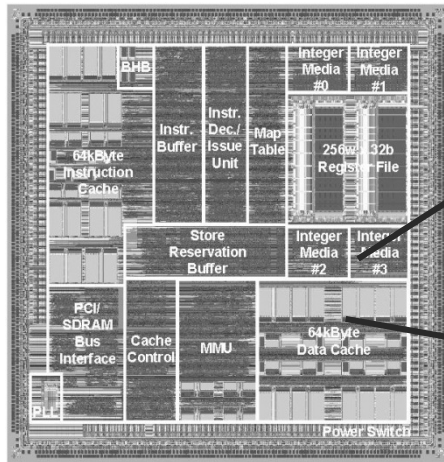 BHB
64kByte
Instruction
Cache
Instr.
Buffer
Instr.
Dec./
Issue
Unit
Map
Table
Integer
Media
#0
Integer
Media
#1
256w x 32b
Register File
Store
Reservation
Buffer
Integer
Media
#2
Integer
Media
#3
PCI/
SDRAM
Bus
Interface
Cache
Control
MMU
64kByte
Data Cache
PLL
Power Switch